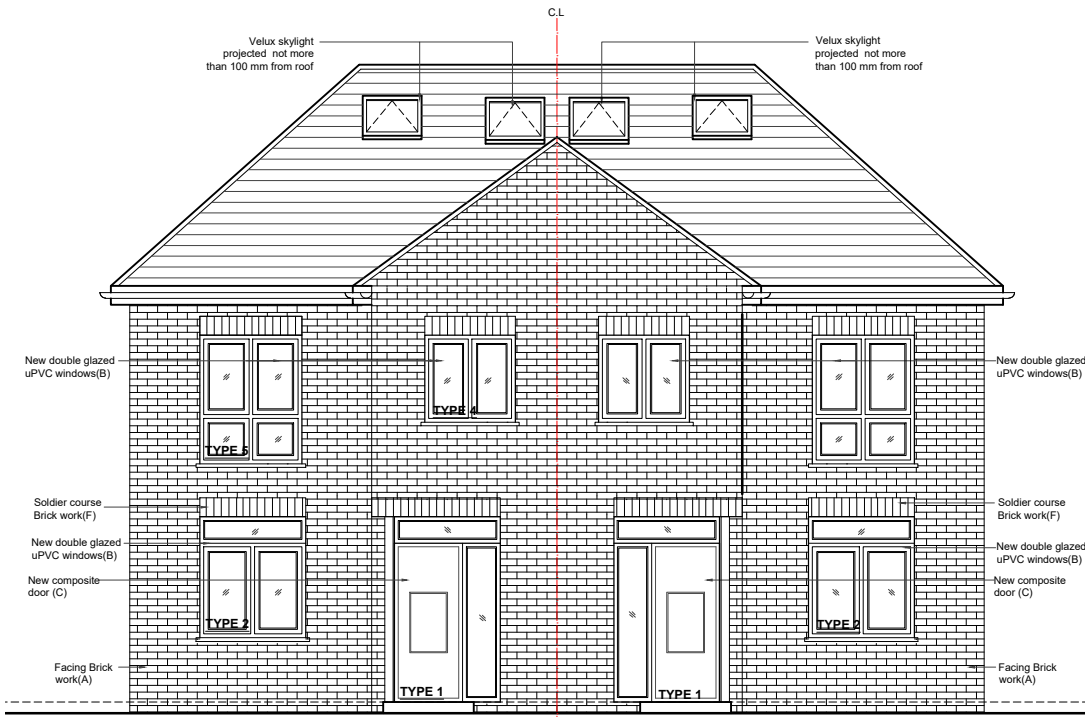 C.L
Velux skylight
projected not more
than 100 mm from roof
Velux skylight
projected not more
than 100 mm from roof
New double glazed
uPVC windows(B)
TYPE 4
New double glazed
uPVC windows(B)
TYPE 5
Soldier course
Brick work(F)
Soldier course
Brick work(F)
New double glazed
uPVC windows(B)
New double glazed
uPVC windows(B)
New composite
door (C)
New composite
door (C)
TYPE 2
TYPE 2
Facing Brick
work(A)
TYPE 1
TYPE 1
Facing Brick
work(A)